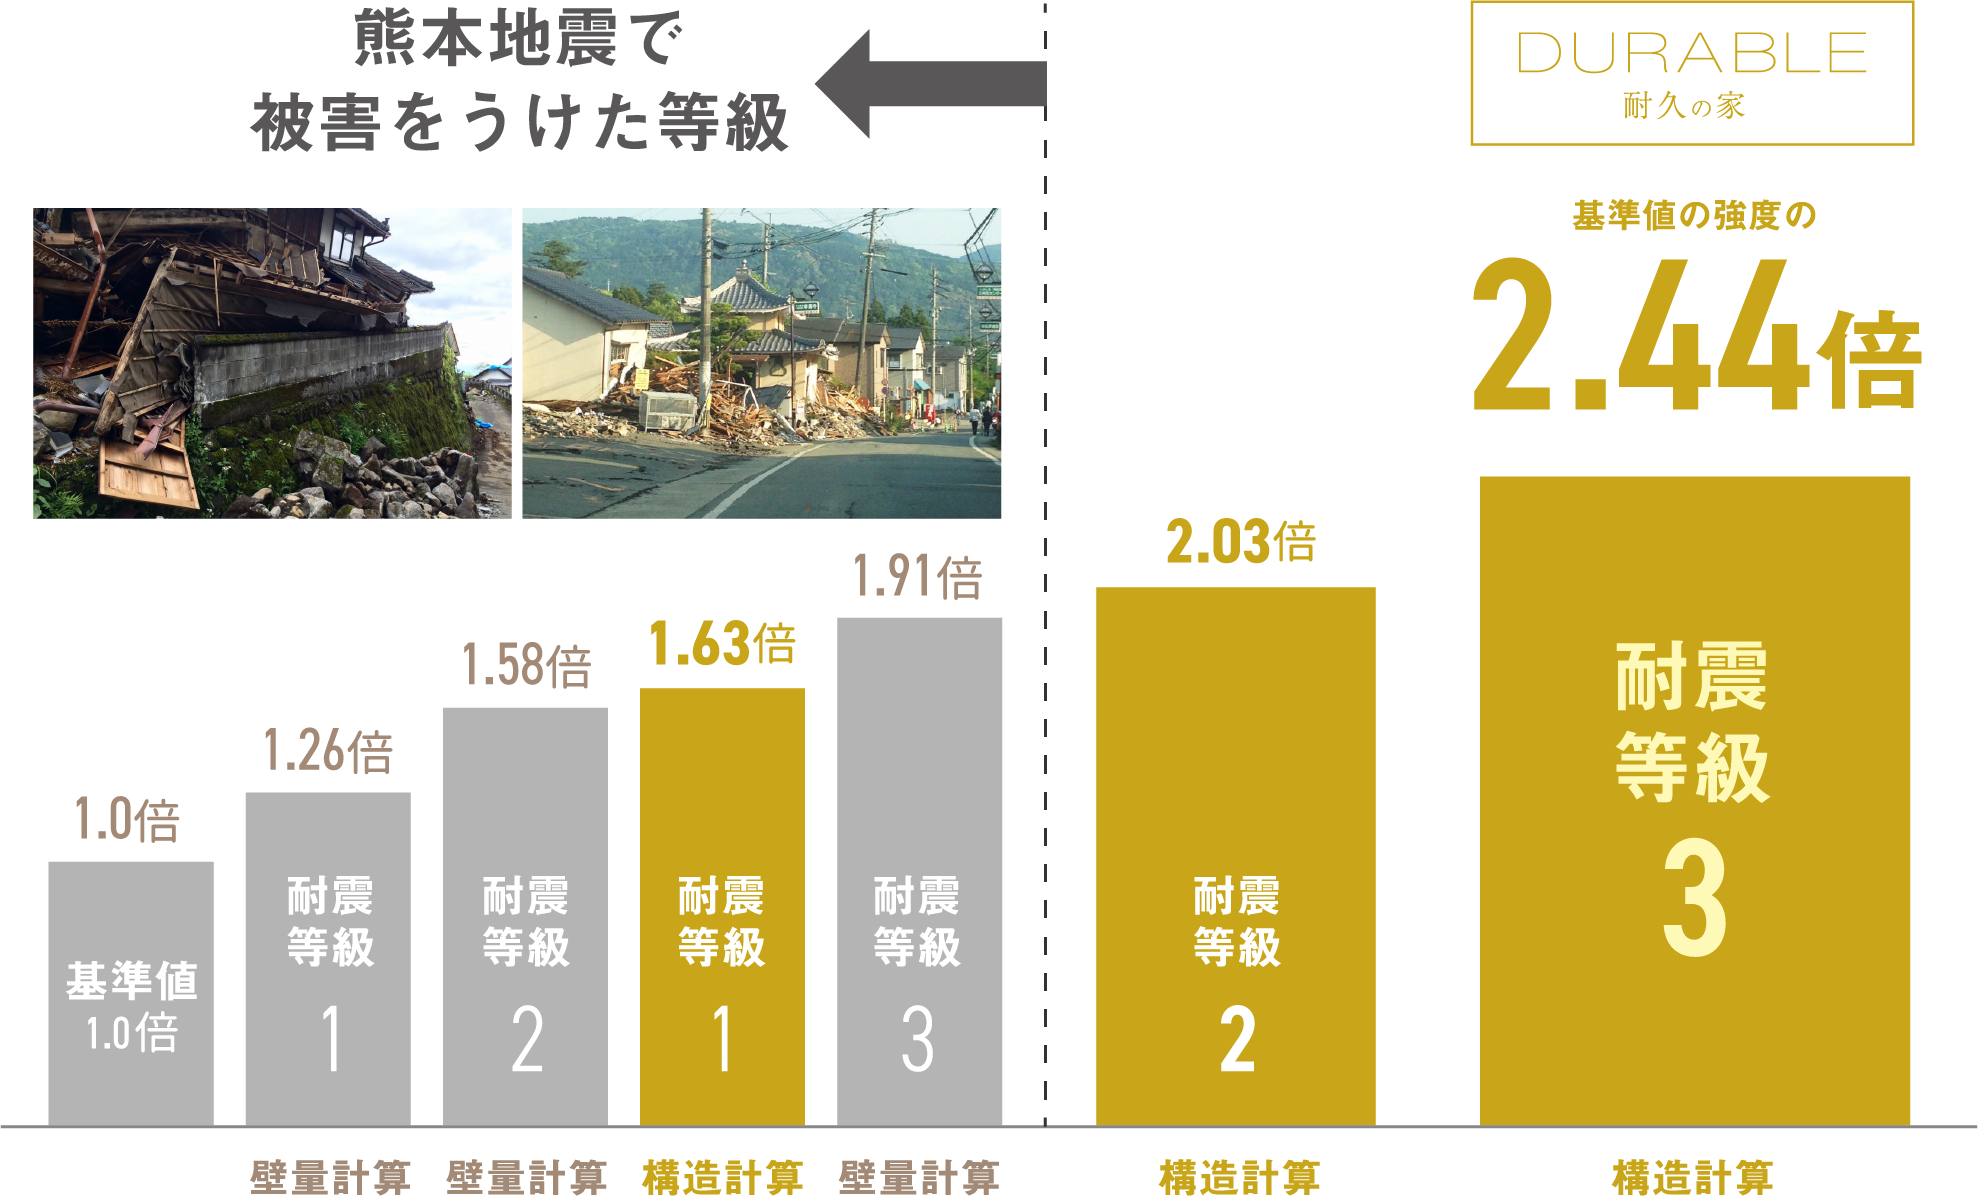 熊本地震で
被害をうけた等級
DURABLE
耐久の家
基準値の強度の
2.44倍
1.0倍
1.26倍
1.58倍
1.63倍
1.91倍
2.03倍
基準値
1.0倍
耐震
等級
1
耐震
等級
2
耐震
等級
1
耐震
等級
3
耐震
等級
2
耐震
等級
3
壁量計算
壁量計算
構造計算
壁量計算
構造計算
構造計算